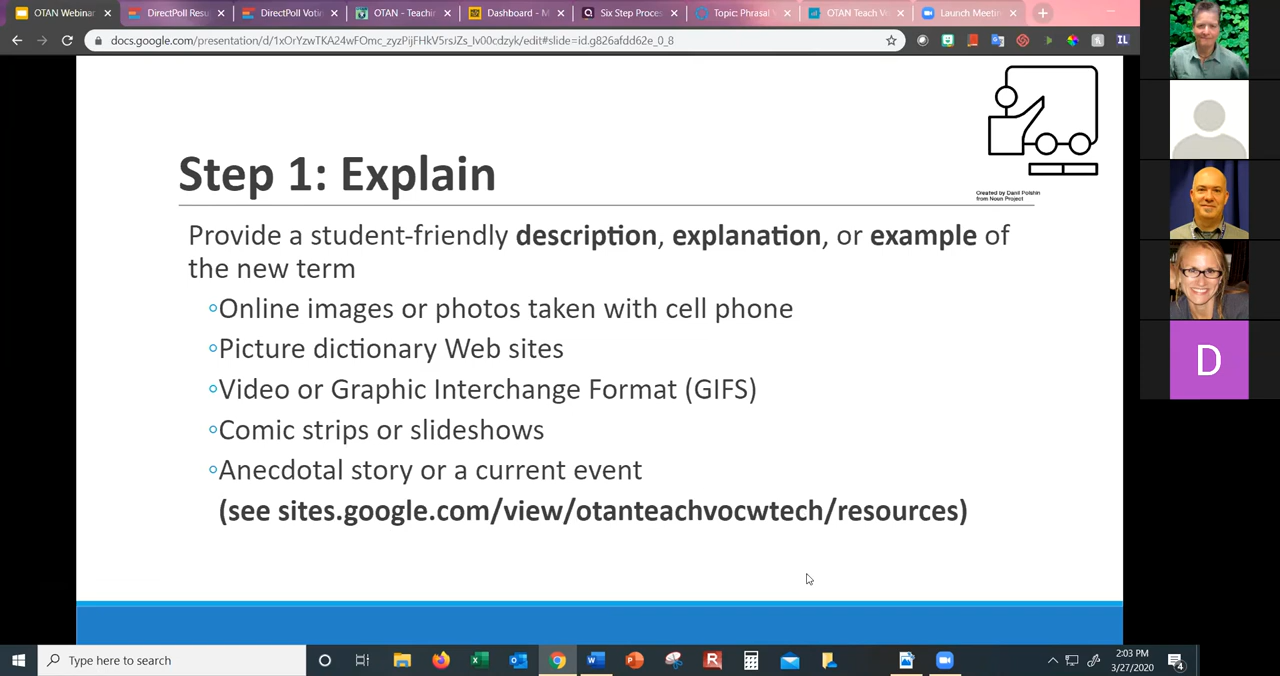 OTAN Webinar
DirectPoll Resu
DirectPoll Votin
OTAN - Teachin
Dashboard - M
Six Step Proces
Topic: Phrasal V
OTAN Teach Vo
Launch Meetin
docs.google.com/presentation/d/1xOrYzwTKA24wFOmc_zyzPijFHkV5rsJZs_lv00cdzyk/edit#slide=id.g826afdd62e_0_8
IL
Created by Danil Polshin
from Noun Project
Step 1: Explain
Provide a student-friendly description, explanation, or example of
the new term
◦Online images or photos taken with cell phone
◦Picture dictionary Web sites
◦Video or Graphic Interchange Format (GIFS)
◦Comic strips or slideshows
◦Anecdotal story or a current event
(see sites.google.com/view/otanteachvocwtech/resources)
D
Type here to search
2:03 PM
3/27/2020
4